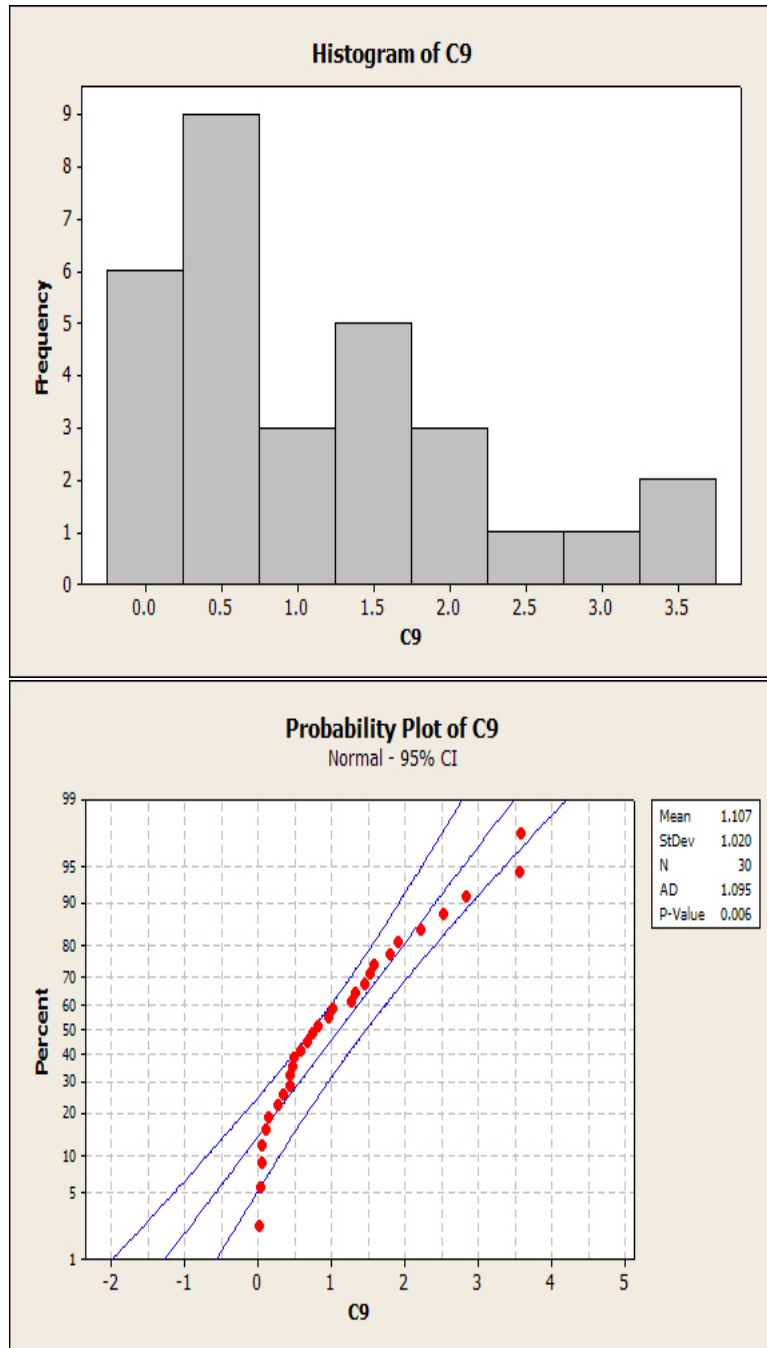 Histogram of C9
9
8
7
6
5
4
3
2
1
0
Frequency
0.0 0.5 1.0 1.5 2.0 2.5 3.0 3.5
C9
Probability Plot of C9
Normal - 95% CI
99
95
90
80
70
60
50
40
30
20
10
5
1
Percent
-2 -1 0 1 2 3 4 5
C9
Mean 1.107
StDev 1.020
N 30
AD 1.095
P-Value 0.006